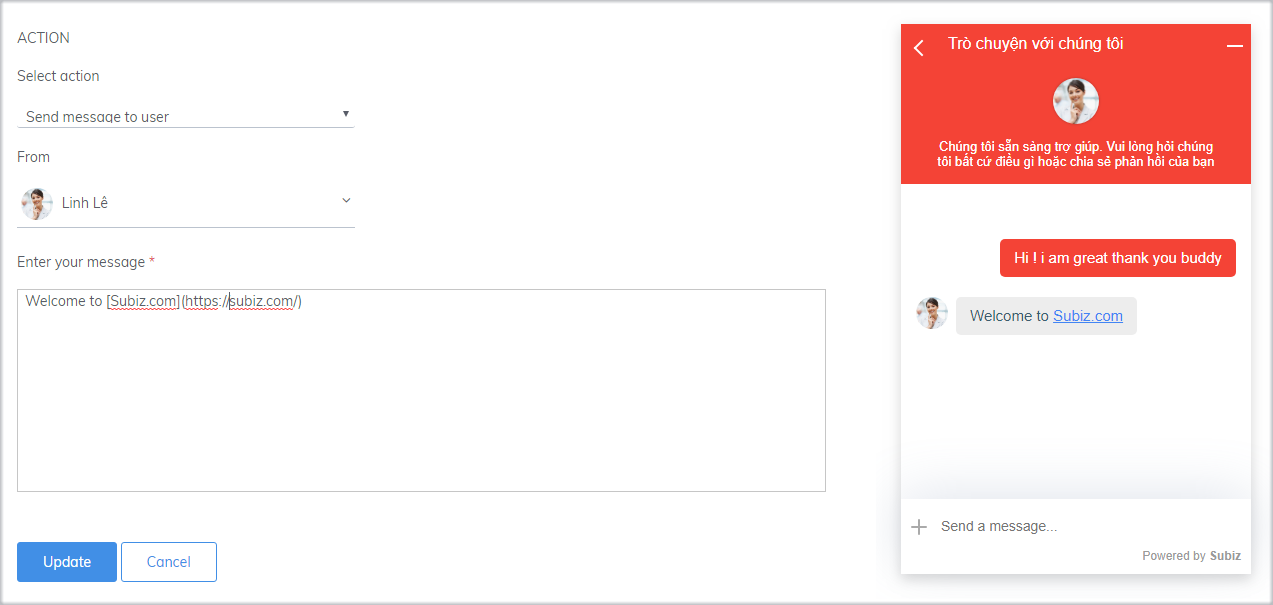 ACTION
Select action
Send message to user
From
Linh Lê
Enter your message *
Welcome to [Subiz.com](https://subiz.com/)
Update
Cancel
Trò chuyện với chúng tôi
Chúng tôi sẵn sàng trợ giúp. Vui lòng hỏi chúng
tôi bất cứ điều gì hoặc chia sẻ phản hồi của bạn
Hi ! i am great thank you buddy
Welcome to Subiz.com
Send a message...
Powered by Subiz